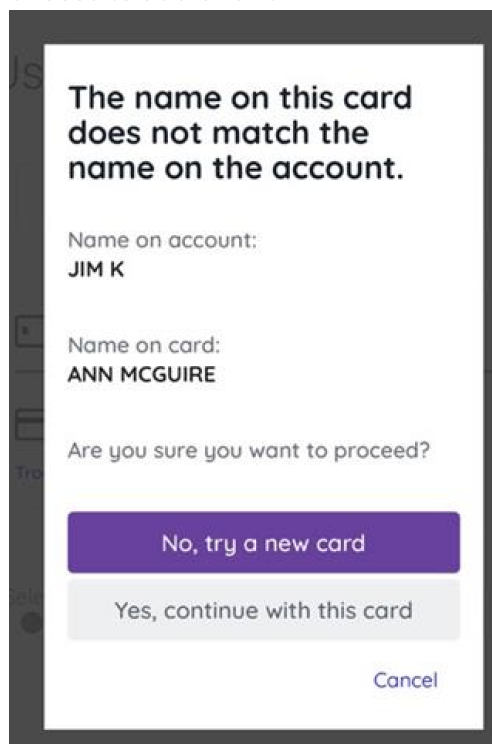 The name on this card
does not match the
name on the account.
Name on account:
JIM K
Name on card:
ANN MCGUIRE
Are you sure you want to proceed?
No, try a new card
Yes, continue with this card
Cancel